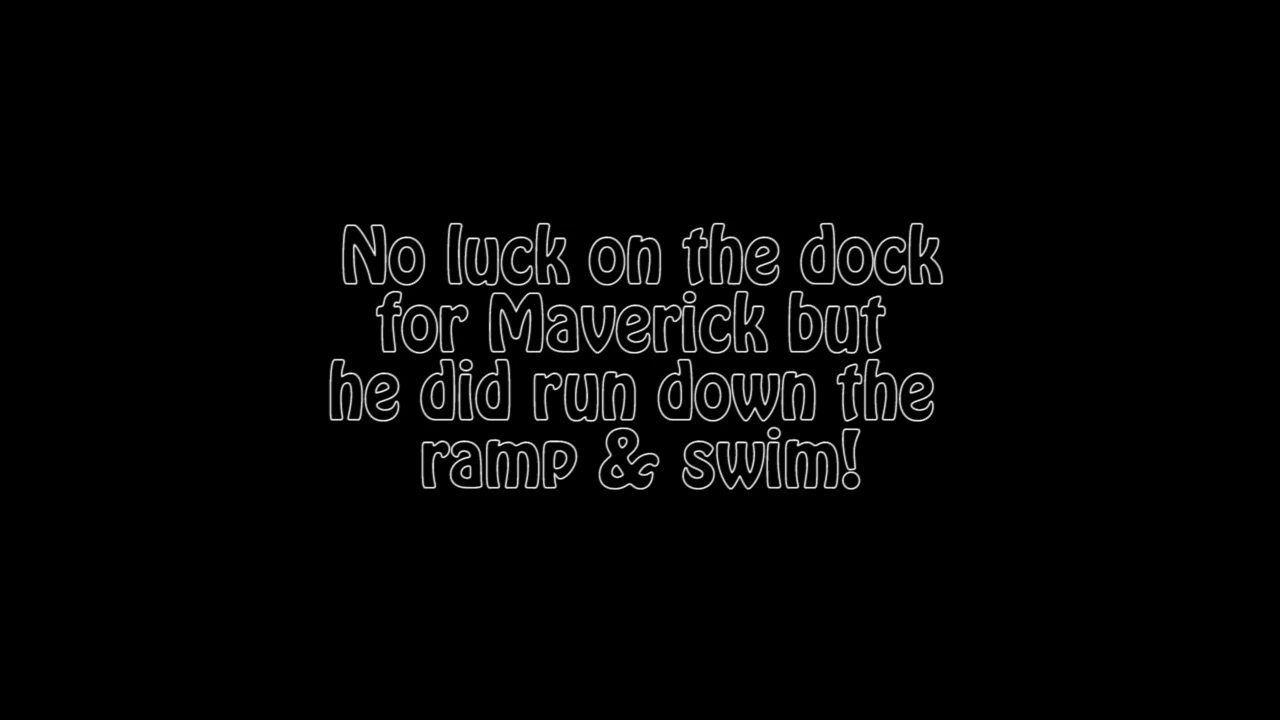 No luck on the dock
for Maverick but
he did run down the
ramp & swim!